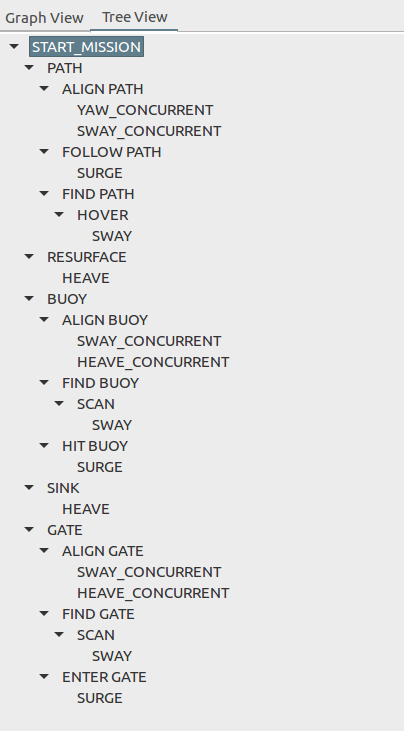 Graph View Tree View
START_MISSION
PATH
ALIGN PATH
YAW_CONCURRENT
SWAY_CONCURRENT
FOLLOW PATH
SURGE
FIND PATH
HOVER
SWAY
RESURFACE
HEAVE
BUOY
ALIGN BUOY
SWAY_CONCURRENT
HEAVE_CONCURRENT
FIND BUOY
SCAN
SWAY
HIT BUOY
SURGE
SINK
HEAVE
GATE
ALIGN GATE
SWAY_CONCURRENT
HEAVE_CONCURRENT
FIND GATE
SCAN
SWAY
ENTER GATE
SURGE